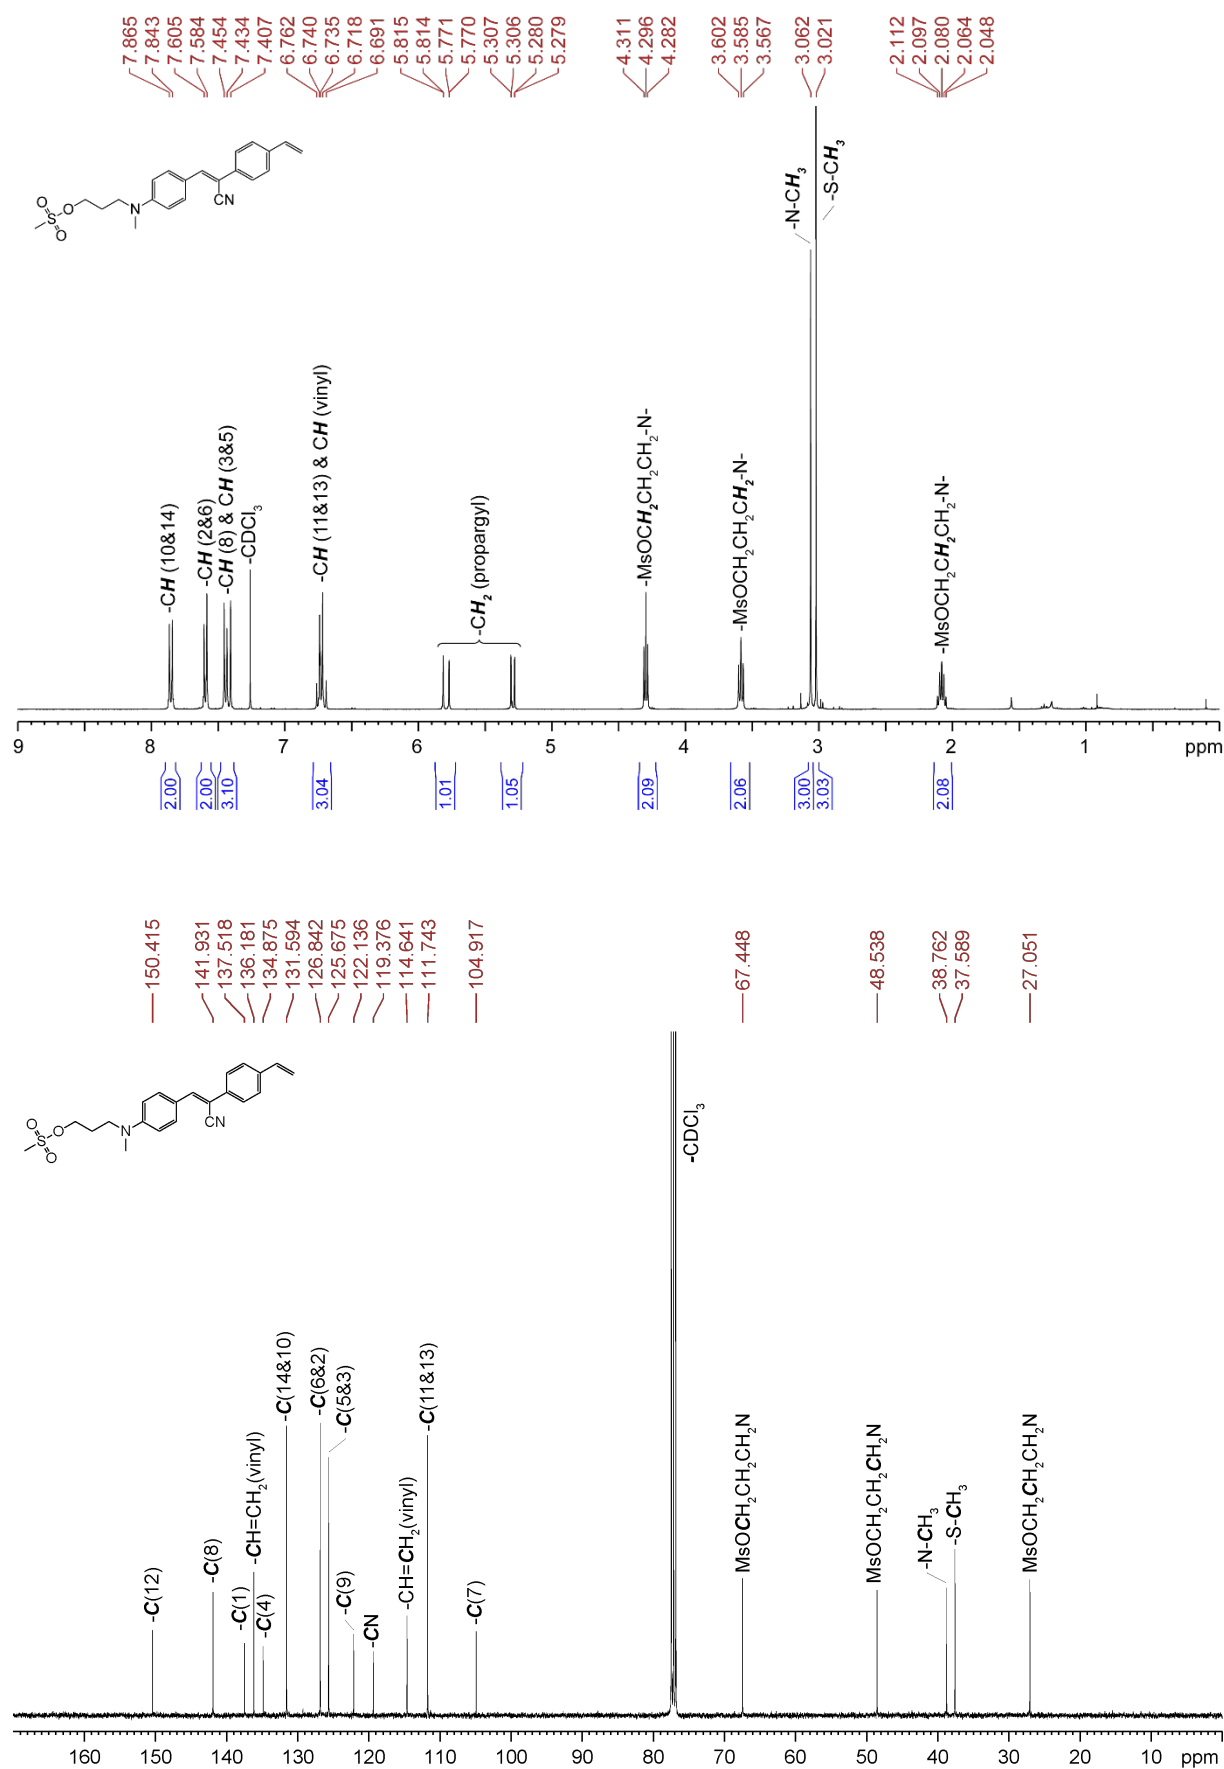 7.865
7.843
7.605
7.584
7.454
7.434
7.407
6.762
6.740
6.735
6.718
6.691
5.815
5.814
5.771
5.770
5.307
5.306
5.280
5.279
4.311
4.296
4.282
3.602
3.585
3.567
3.062
3.021
2.112
2.097
2.080
2.064
2.048
O
S
O
O
N
CN
-CH (10&14)
-CH (2&6)
-CH (8) & CH (3&5)
-CDCl3
-CH (11&13) & CH (vinyl)
-CH2 (propargyl)
-MsOCH2CH2CH2-N-
-MsOCH2CH2CH2-N-
-N-CH3
-S-CH3
-MsOCH2CH2CH2-N-
9 8 7 6 5 4 3 2 1 ppm
2.00
2.00
3.10
3.04
1.01
1.05
2.09
2.06
3.00
3.03
2.08
150.415
141.931
137.518
136.181
134.875
131.594
126.842
125.675
122.136
119.376
114.641
111.743
104.917
67.448
48.538
38.762
37.589
27.051
O
S
O
O
N
CN
-C(12)
-C(8)
-C(1)
-CH=CH2(vinyl)
-C(4)
-C(14&10)
-C(6&2)
-C(5&3)
-C(9)
-CN
-CH=CH2(vinyl)
-C(11&13)
-C(7)
-CDCl3
MsOCH2CH2CH2N
MsOCH2CH2CH2N
-N-CH3
-S-CH3
MsOCH2CH2CH2N
160 150 140 130 120 110 100 90 80 70 60 50 40 30 20 10 ppm